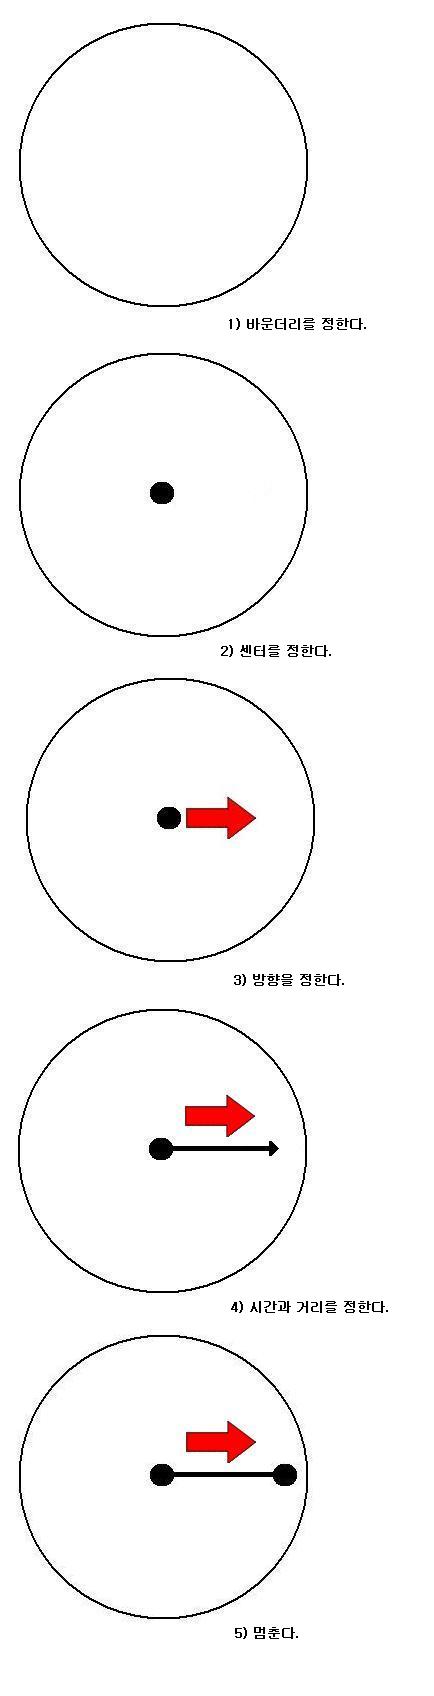 1) 바운더리를 정한다.
2) 센터를 정한다.
3) 방향을 정한다.
4) 시간과 거리를 정한다.
5) 멈춘다.